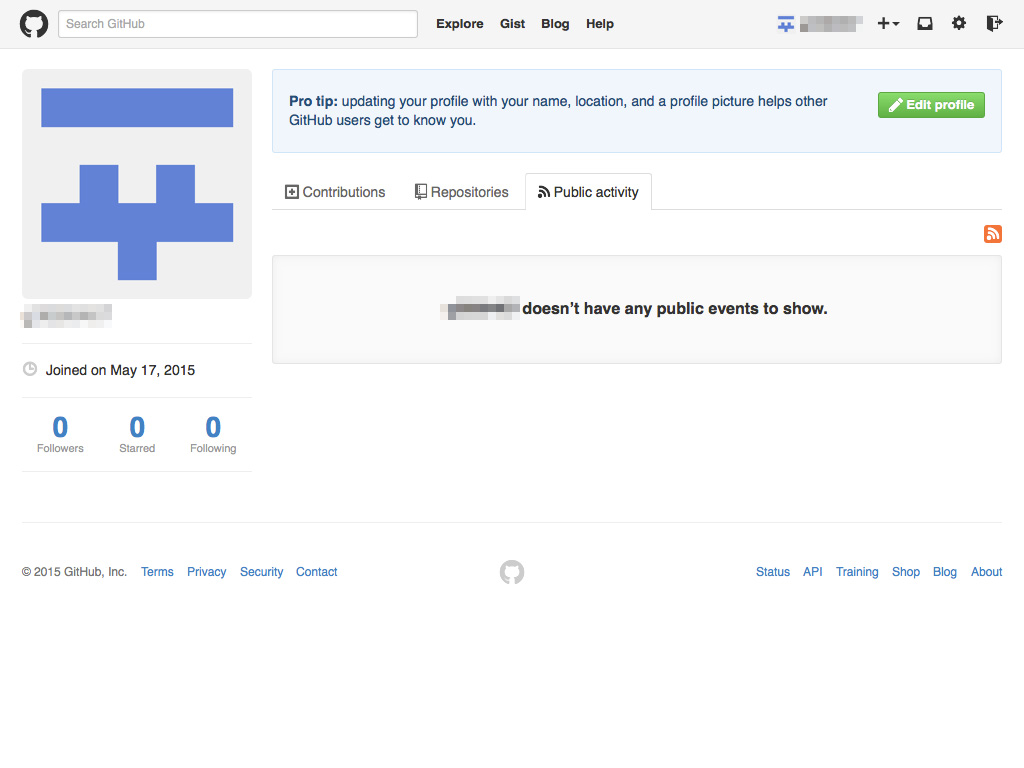 Search GitHub
Explore Gist Blog Help
Pro tip: updating your profile with your name, location, and a profile picture helps other
GitHub users get to know you.
Edit profile
Contributions Repositories Public activity
doesn’t have any public events to show.
Joined on May 17, 2015
0 0 0
Followers Starred Following
© 2015 GitHub, Inc. Terms Privacy Security Contact
Status API Training Shop Blog About